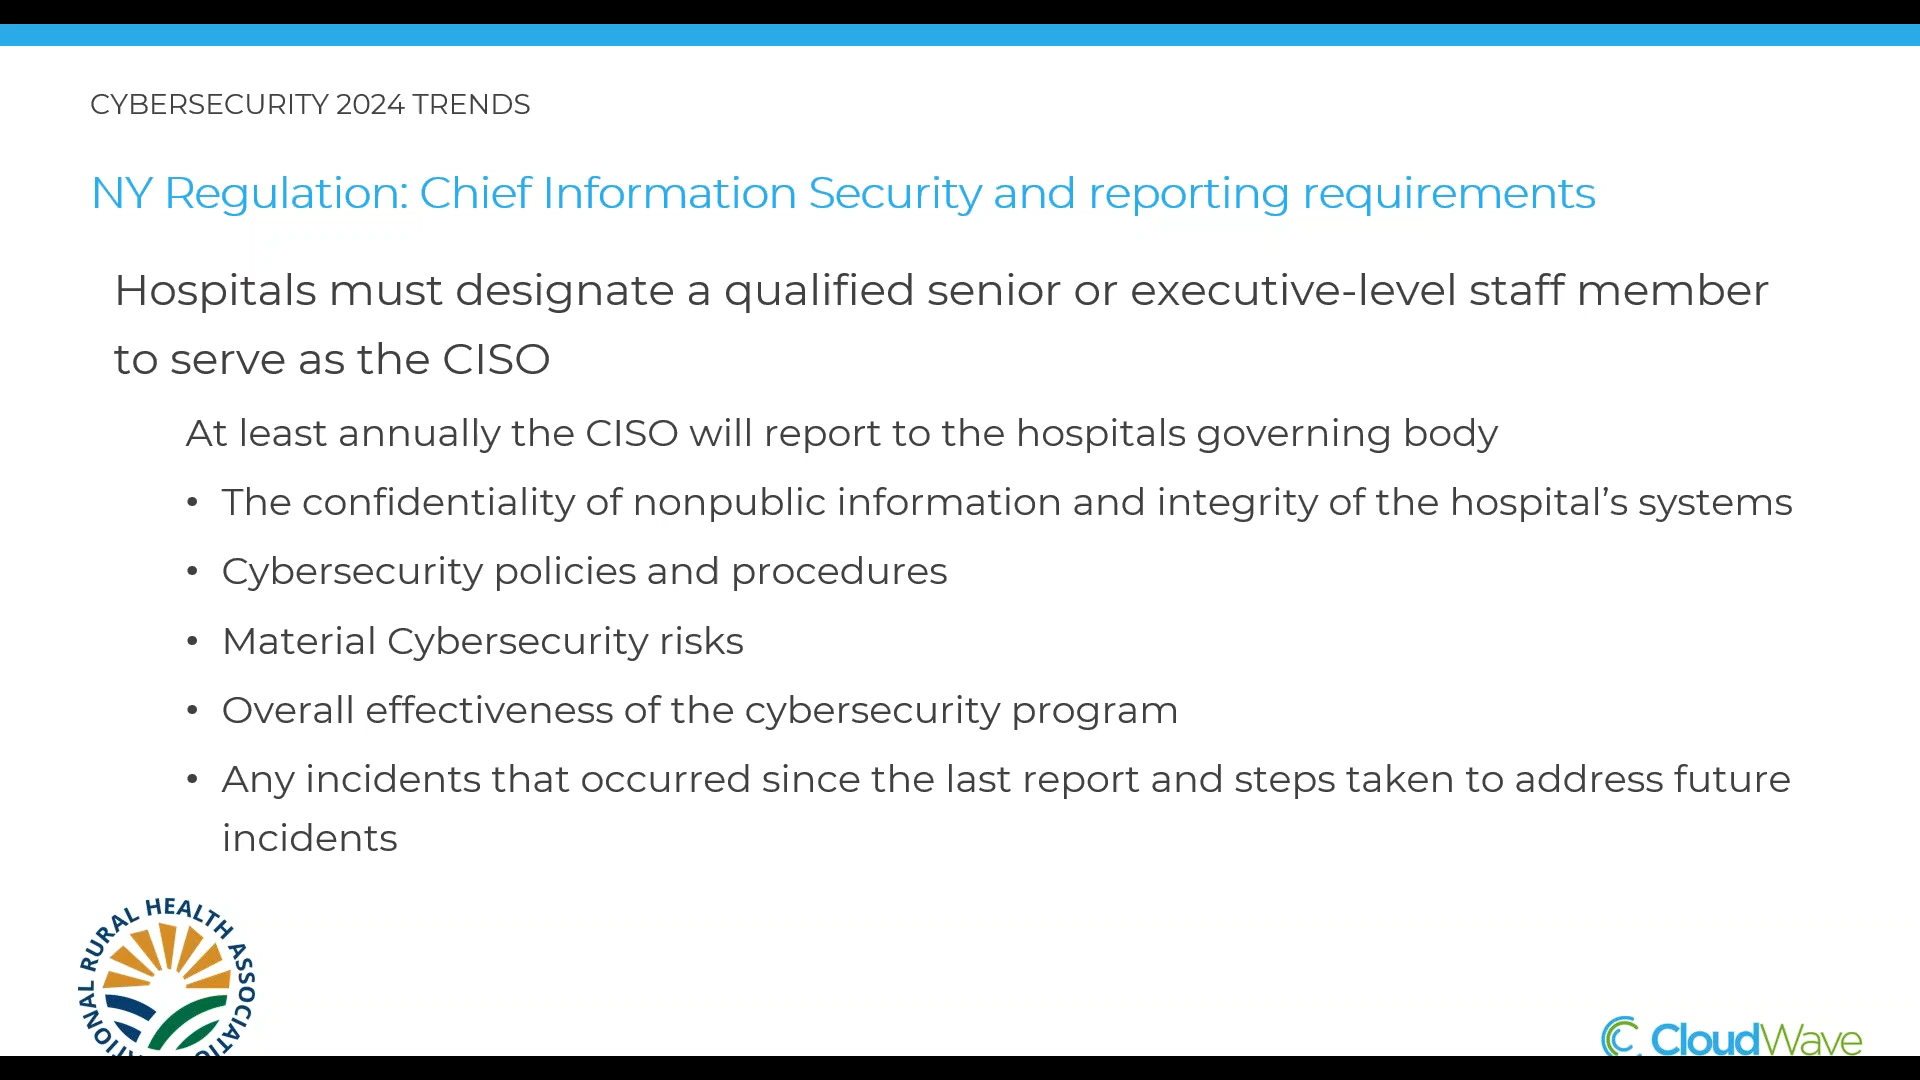 CYBERSECURITY 2024 TRENDS
NY Regulation: Chief Information Security and reporting requirements
Hospitals must designate a qualified senior or executive-level staff member
to serve as the CISO
At least annually the CISO will report to the hospitals governing body
• The confidentiality of nonpublic information and integrity of the hospital’s systems
• Cybersecurity policies and procedures
• Material Cybersecurity risks
• Overall effectiveness of the cybersecurity program
• Any incidents that occurred since the last report and steps taken to address future
incidents
RURAL HEALTH
CloudWave